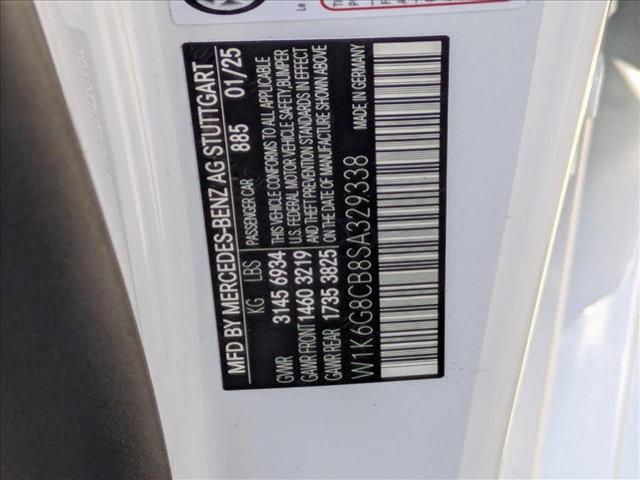 MFD BY MERCEDES-BENZ AG STUTTGART
PASSENGER CAR 885 01/25
KG LBS
GVWR 3145 6934
GAWR FRONT 1460 3219
GAWR REAR 1735 3825
THIS VEHICLE CONFORMS TO ALL APPLICABLE
U.S. FEDERAL MOTOR VEHICLE SAFETY,BUMPER
AND THEFT PREVENTION STANDARDS IN EFFECT
ON THE DATE OF MANUFACTURE SHOWN ABOVE
W1K6G8CB8SA329338 MADE IN GERMANY